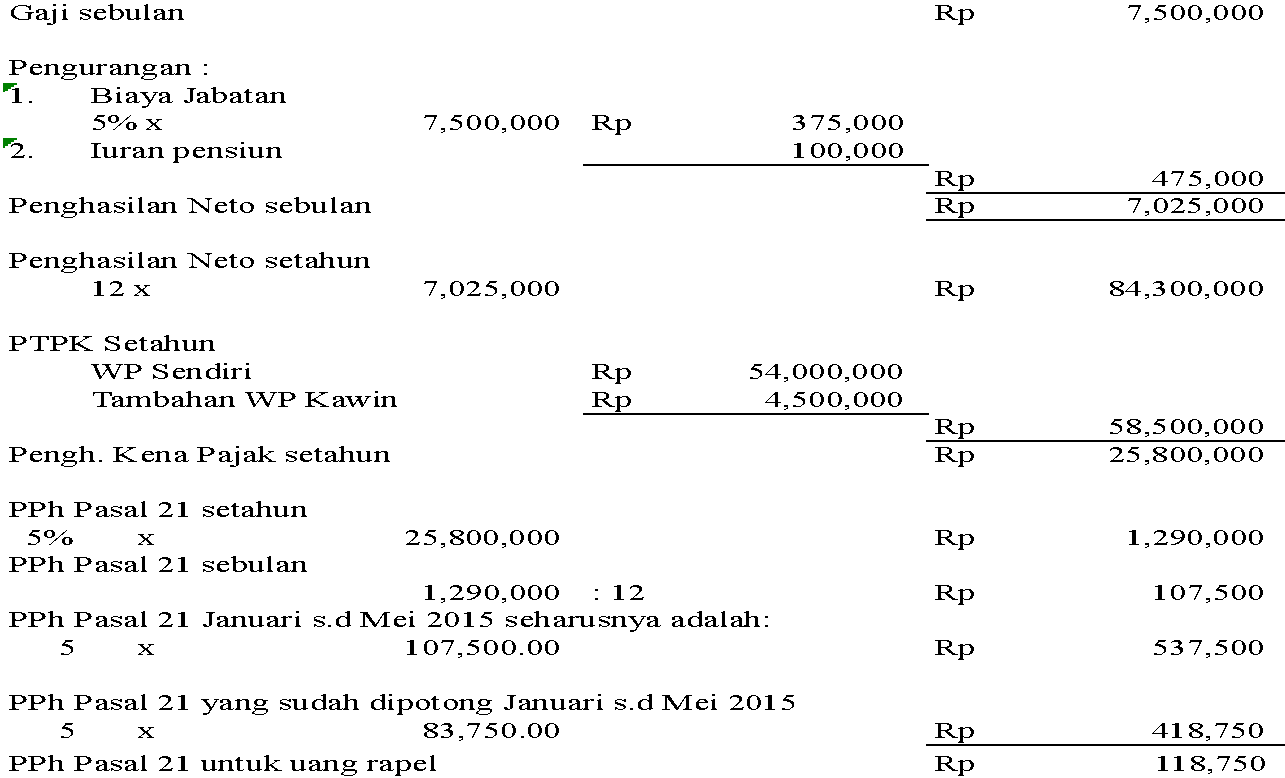 Gaji sebulan Rp 7,500,000
Pengurangan :
1. Biaya Jabatan
5% x 7,500,000 Rp 375,000
2. Iuran pensiun 100,000
Rp 475,000
Penghasilan Neto sebulan Rp 7,025,000
Penghasilan Neto setahun
12 x 7,025,000 Rp 84,300,000
PTPK Setahun
WP Sendiri Rp 54,000,000
Tambahan WP Kawin Rp 4,500,000
Rp 58,500,000
Pengh. Kena Pajak setahun Rp 25,800,000
PPh Pasal 21 setahun
5% x 25,800,000 Rp 1,290,000
PPh Pasal 21 sebulan
1,290,000 : 12 Rp 107,500
PPh Pasal 21 Januari s.d Mei 2015 seharusnya adalah:
5 x 107,500.00 Rp 537,500
PPh Pasal 21 yang sudah dipotong Januari s.d Mei 2015
5 x 83,750.00 Rp 418,750
PPh Pasal 21 untuk uang rapel Rp 118,750